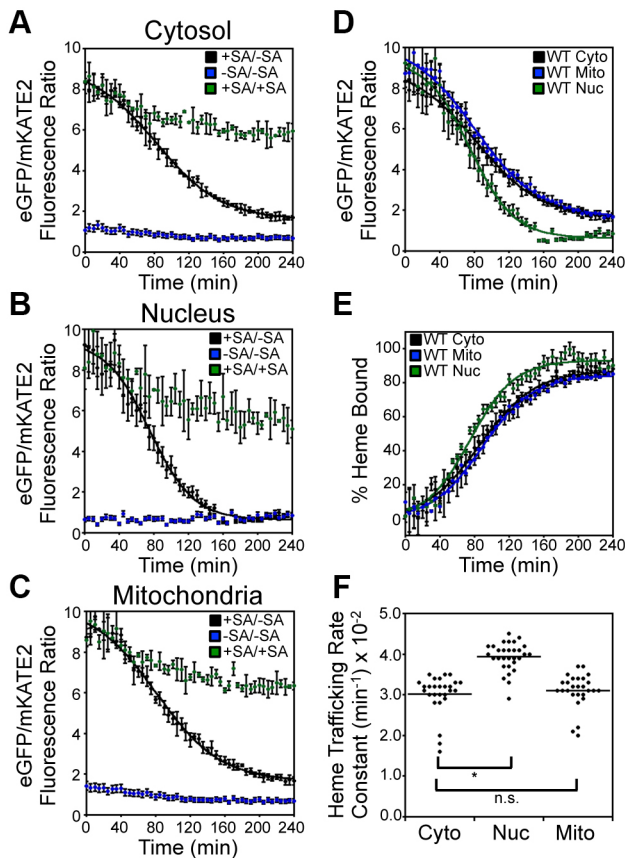 A
Cytosol
eGFP/mKATE2
Fluorescence Ratio
10
8
6
4
2
0
+SA/-SA
-SA/-SA
+SA/+SA
0 40 80 120 160 200 240
Time (min)
B
Nucleus
eGFP/mKATE2
Fluorescence Ratio
10
8
6
4
2
0
+SA/-SA
-SA/-SA
+SA/+SA
0 40 80 120 160 200 240
Time (min)
C
Mitochondria
eGFP/mKATE2
Fluorescence Ratio
10
8
6
4
2
0
+SA/-SA
-SA/-SA
+SA/+SA
0 40 80 120 160 200 240
Time (min)
D
eGFP/mKATE2
Fluorescence Ratio
10
8
6
4
2
0
WT Cyto
WT Mito
WT Nuc
0 40 80 120 160 200 240
Time (min)
E
% Heme Bound
100
80
60
40
20
0
WT Cyto
WT Mito
WT Nuc
0 40 80 120 160 200 240
Time (min)
F
Heme Trafficking Rate
Constant (min⁻¹) x 10⁻²
5.0
4.0
3.0
2.0
1.0
0.0
*
n.s.
Cyto Nuc Mito